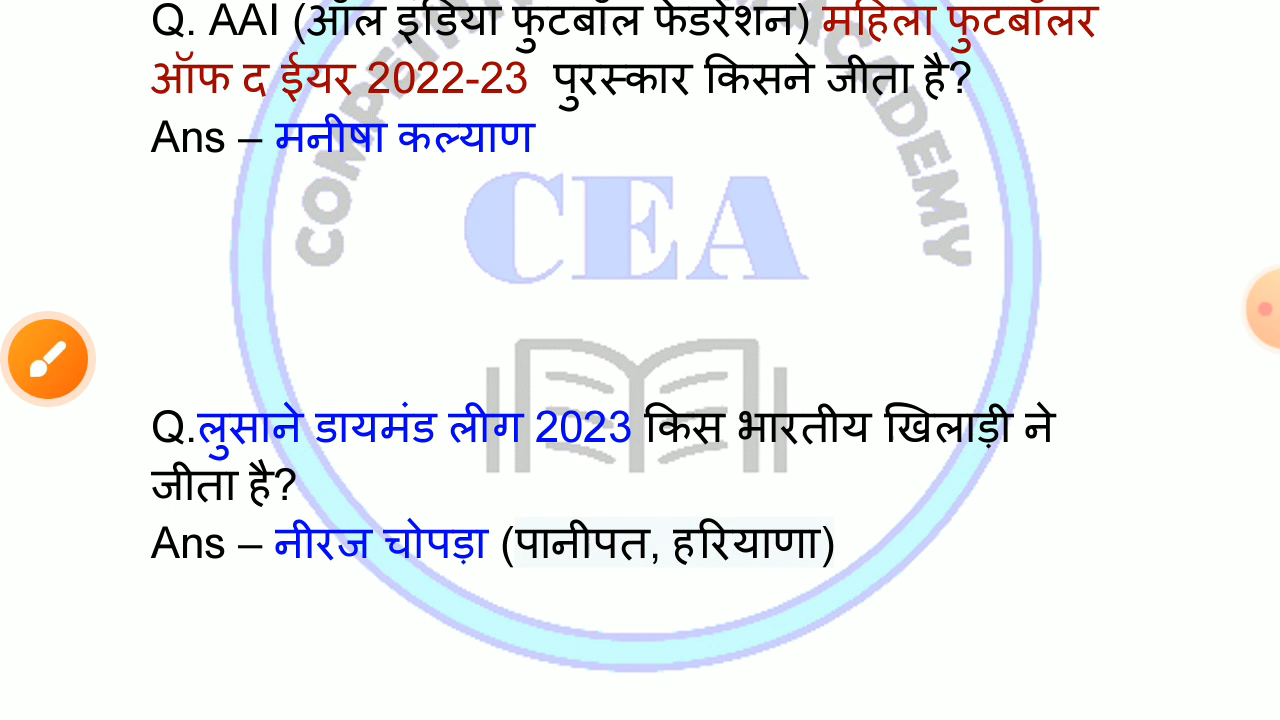 Q. AAI (ऑल इंडिया फुटबॉल फेडरेशन) महिला फुटबॉलर
ऑफ द ईयर 2022-23 पुरस्कार किसने जीता है?
Ans – मनीषा कल्याण
CEA
Q.लुसाने डायमंड लीग 2023 किस भारतीय खिलाड़ी ने
जीता है?
Ans – नीरज चोपड़ा (पानीपत, हरियाणा)
ACADEMY